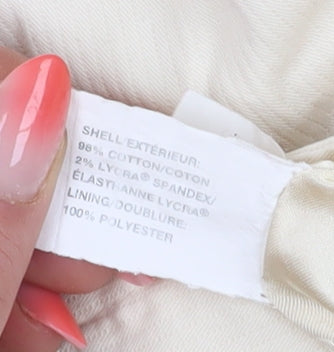 SHELL/EXTÉRIEUR:
98% COTTON/COTON
2% LYCRA® SPANDEX/
ÉLASTHANNE LYCRA®
LINING/DOUBLURE:
100% POLYESTER